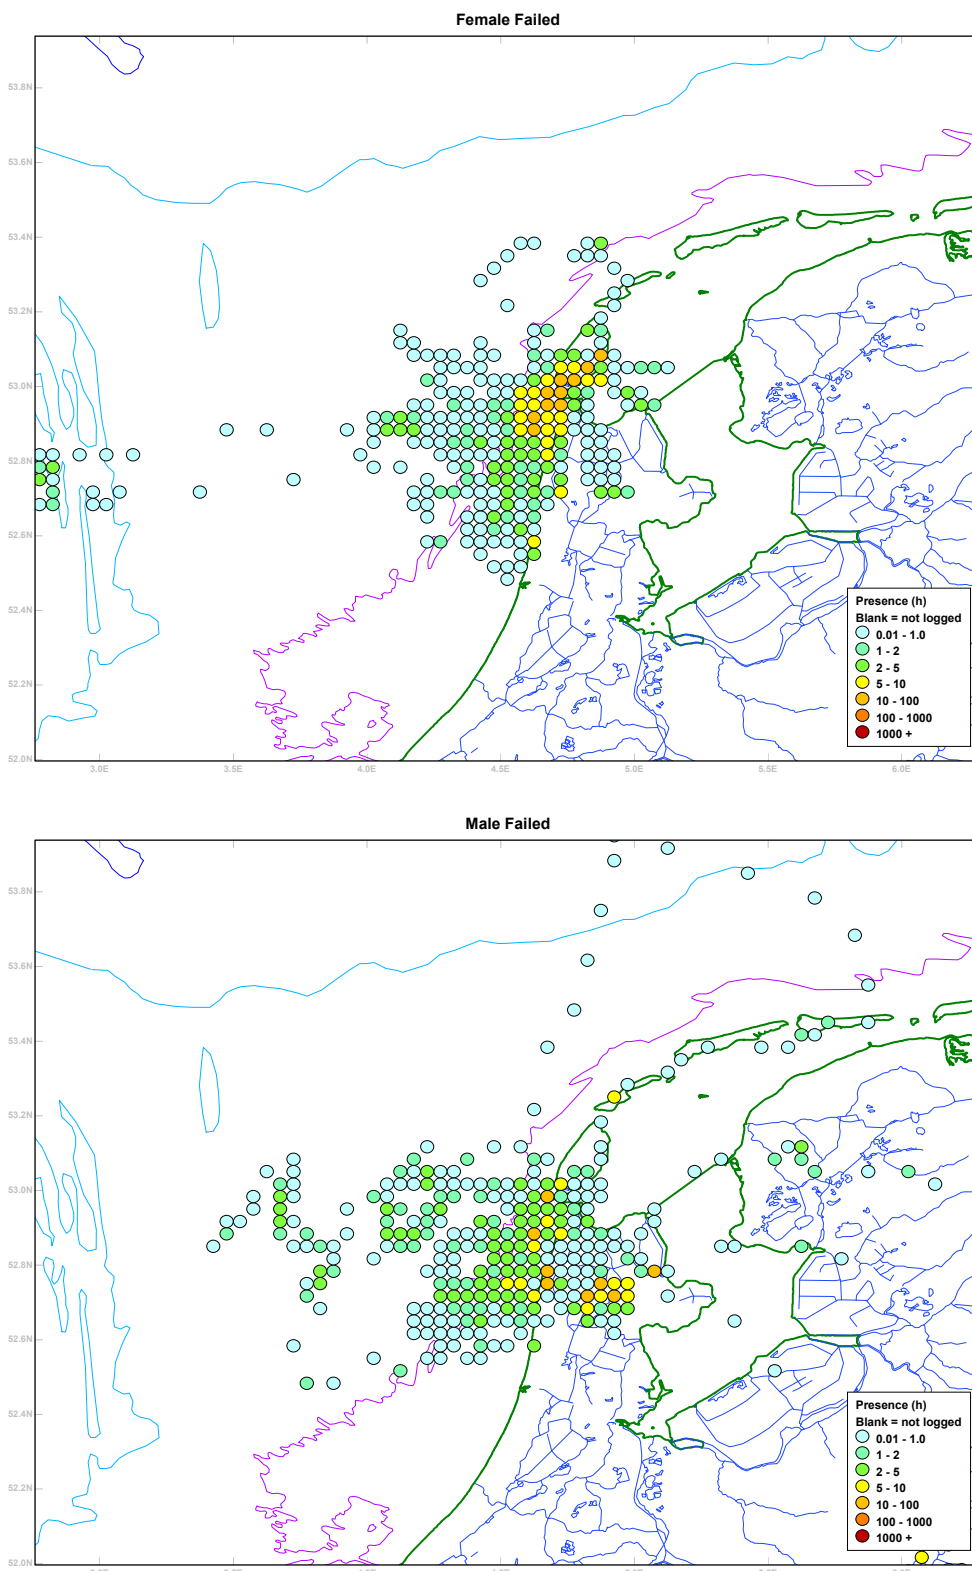 Female Failed
53.8N
53.6N
53.4N
53.2N
53.0N
52.8N
52.6N
52.4N
52.2N
52.0N
3.0E 3.5E 4.0E 4.5E 5.0E 5.5E 6.0E
Presence (h)
Blank = not logged
0.01 - 1.0
1 - 2
2 - 5
5 - 10
10 - 100
100 - 1000
1000 +
Male Failed
53.8N
53.6N
53.4N
53.2N
53.0N
52.8N
52.6N
52.4N
52.2N
52.0N
Presence (h)
Blank = not logged
0.01 - 1.0
1 - 2
2 - 5
5 - 10
10 - 100
100 - 1000
1000 +